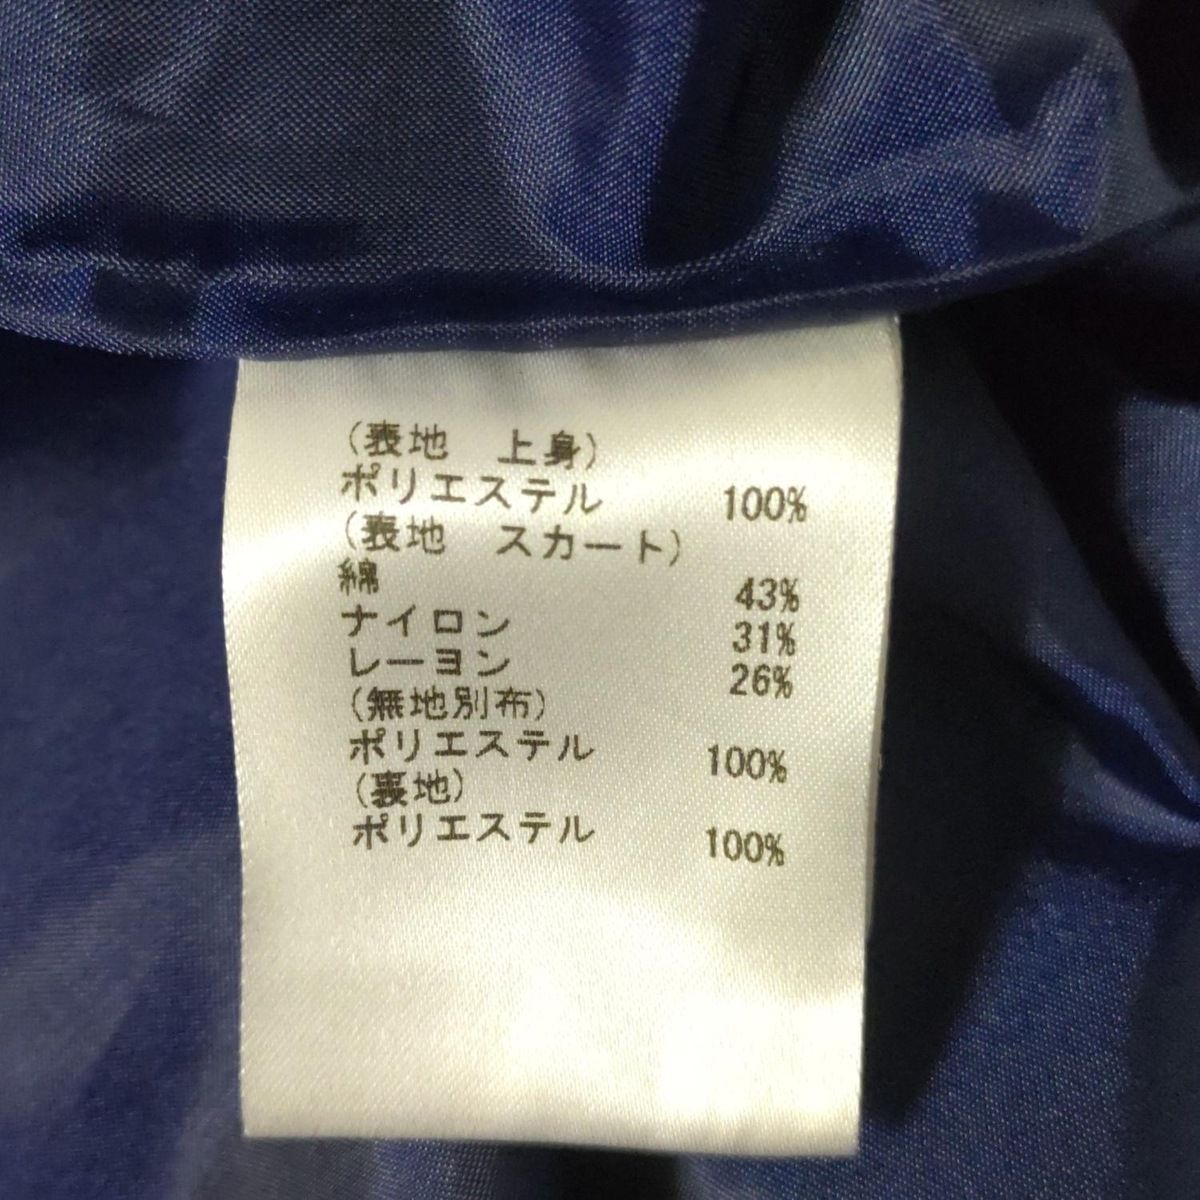 (表地　上身)
ポリエステル　100%
(表地　スカート)
綿　43%
ナイロン　31%
レーヨン　26%
(無地別布)
ポリエステル　100%
(裏地)
ポリエステル　100%